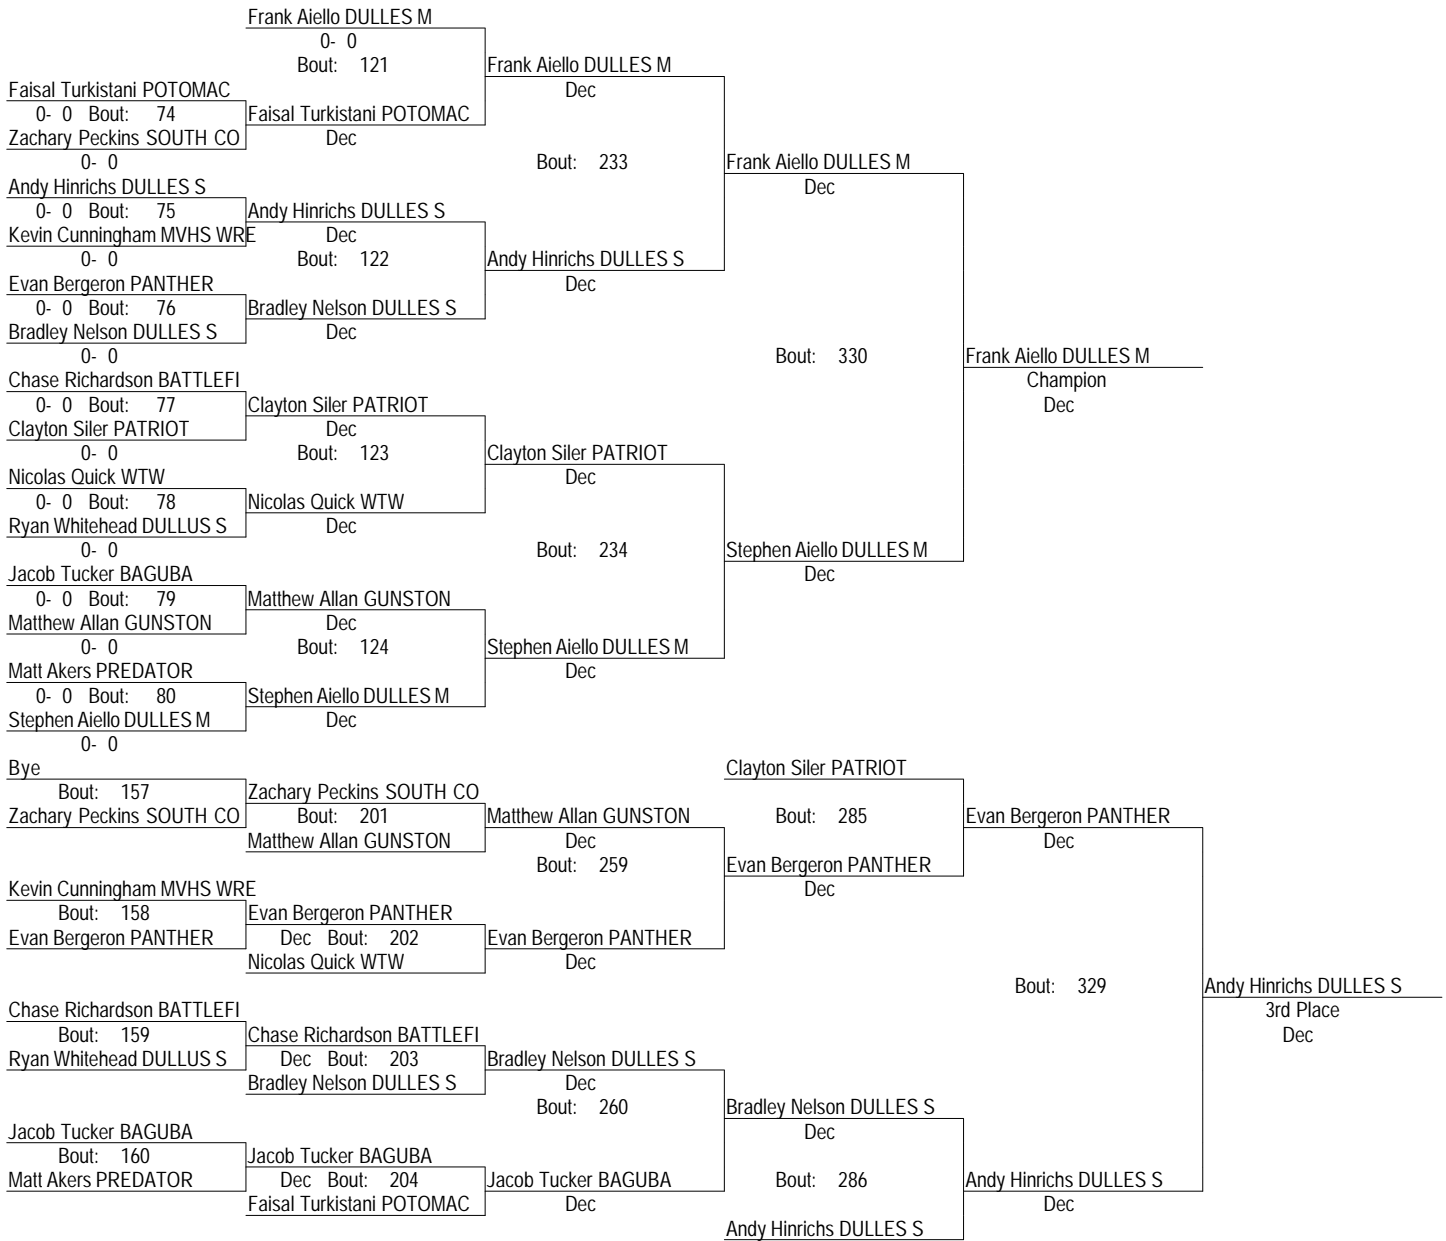 Frank Aiello DULLES M
0- 0
Bout: 121 Frank Aiello DULLES M
Faisal Turkistani POTOMAC Dec
0- 0 Bout: 74 Faisal Turkistani POTOMAC
Zachary Peckins SOUTH CO Dec
0- 0 Bout: 233 Frank Aiello DULLES M
Andy Hinrichs DULLES S Dec
0- 0 Bout: 75 Andy Hinrichs DULLES S
Kevin Cunningham MVHS WRE Dec
0- 0 Bout: 122 Andy Hinrichs DULLES S
Evan Bergeron PANTHER Dec
0- 0 Bout: 76 Bradley Nelson DULLES S
Bradley Nelson DULLES S Dec
0- 0 Bout: 330 Frank Aiello DULLES M
Chase Richardson BATTLEFI Champion
0- 0 Bout: 77 Clayton Siler PATRIOT Dec
Clayton Siler PATRIOT Dec
0- 0 Bout: 123 Clayton Siler PATRIOT
Nicolas Quick WTW Dec
0- 0 Bout: 78 Nicolas Quick WTW
Ryan Whitehead DULLUS S Dec
0- 0 Bout: 234 Stephen Aiello DULLES M
Jacob Tucker BAGUBA Dec
0- 0 Bout: 79 Matthew Allan GUNSTON
Matthew Allan GUNSTON Dec
0- 0 Bout: 124 Stephen Aiello DULLES M
Matt Akers PREDATOR Dec
0- 0 Bout: 80 Stephen Aiello DULLES M
Stephen Aiello DULLES M Dec
0- 0
Bye Clayton Siler PATRIOT
Bout: 157 Zachary Peckins SOUTH CO
Zachary Peckins SOUTH CO Bout: 201 Matthew Allan GUNSTON Bout: 285 Evan Bergeron PANTHER
Matthew Allan GUNSTON Dec Dec
Bout: 259 Evan Bergeron PANTHER
Kevin Cunningham MVHS WRE Dec
Bout: 158 Evan Bergeron PANTHER
Evan Bergeron PANTHER Dec Bout: 202 Evan Bergeron PANTHER
Nicolas Quick WTW Dec
Bout: 329 Andy Hinrichs DULLES S
Chase Richardson BATTLEFI 3rd Place
Bout: 159 Chase Richardson BATTLEFI Dec
Ryan Whitehead DULLUS S Dec Bout: 203 Bradley Nelson DULLES S
Bradley Nelson DULLES S Dec
Bout: 260 Bradley Nelson DULLES S
Jacob Tucker BAGUBA Dec
Bout: 160 Jacob Tucker BAGUBA
Matt Akers PREDATOR Dec Bout: 204 Jacob Tucker BAGUBA Bout: 286 Andy Hinrichs DULLES S
Faisal Turkistani POTOMAC Dec Dec
Andy Hinrichs DULLES S